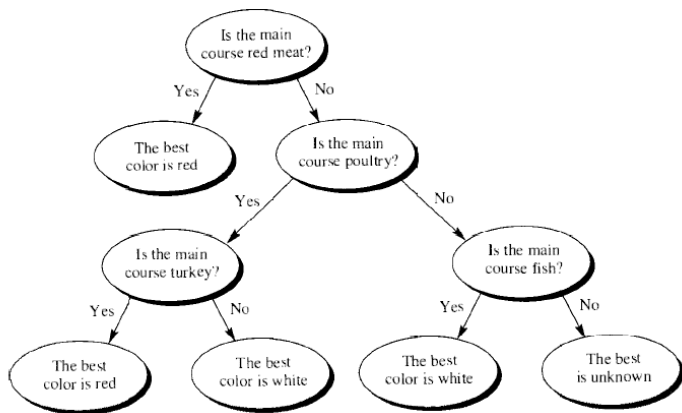 Is the main
course red meat?
Yes
No
The best
color is red
Is the main
course poultry?
Yes
No
Is the main
course turkey?
Is the main
course fish?
Yes
No
Yes
No
The best
color is red
The best
color is white
The best
color is white
The best
is unknown